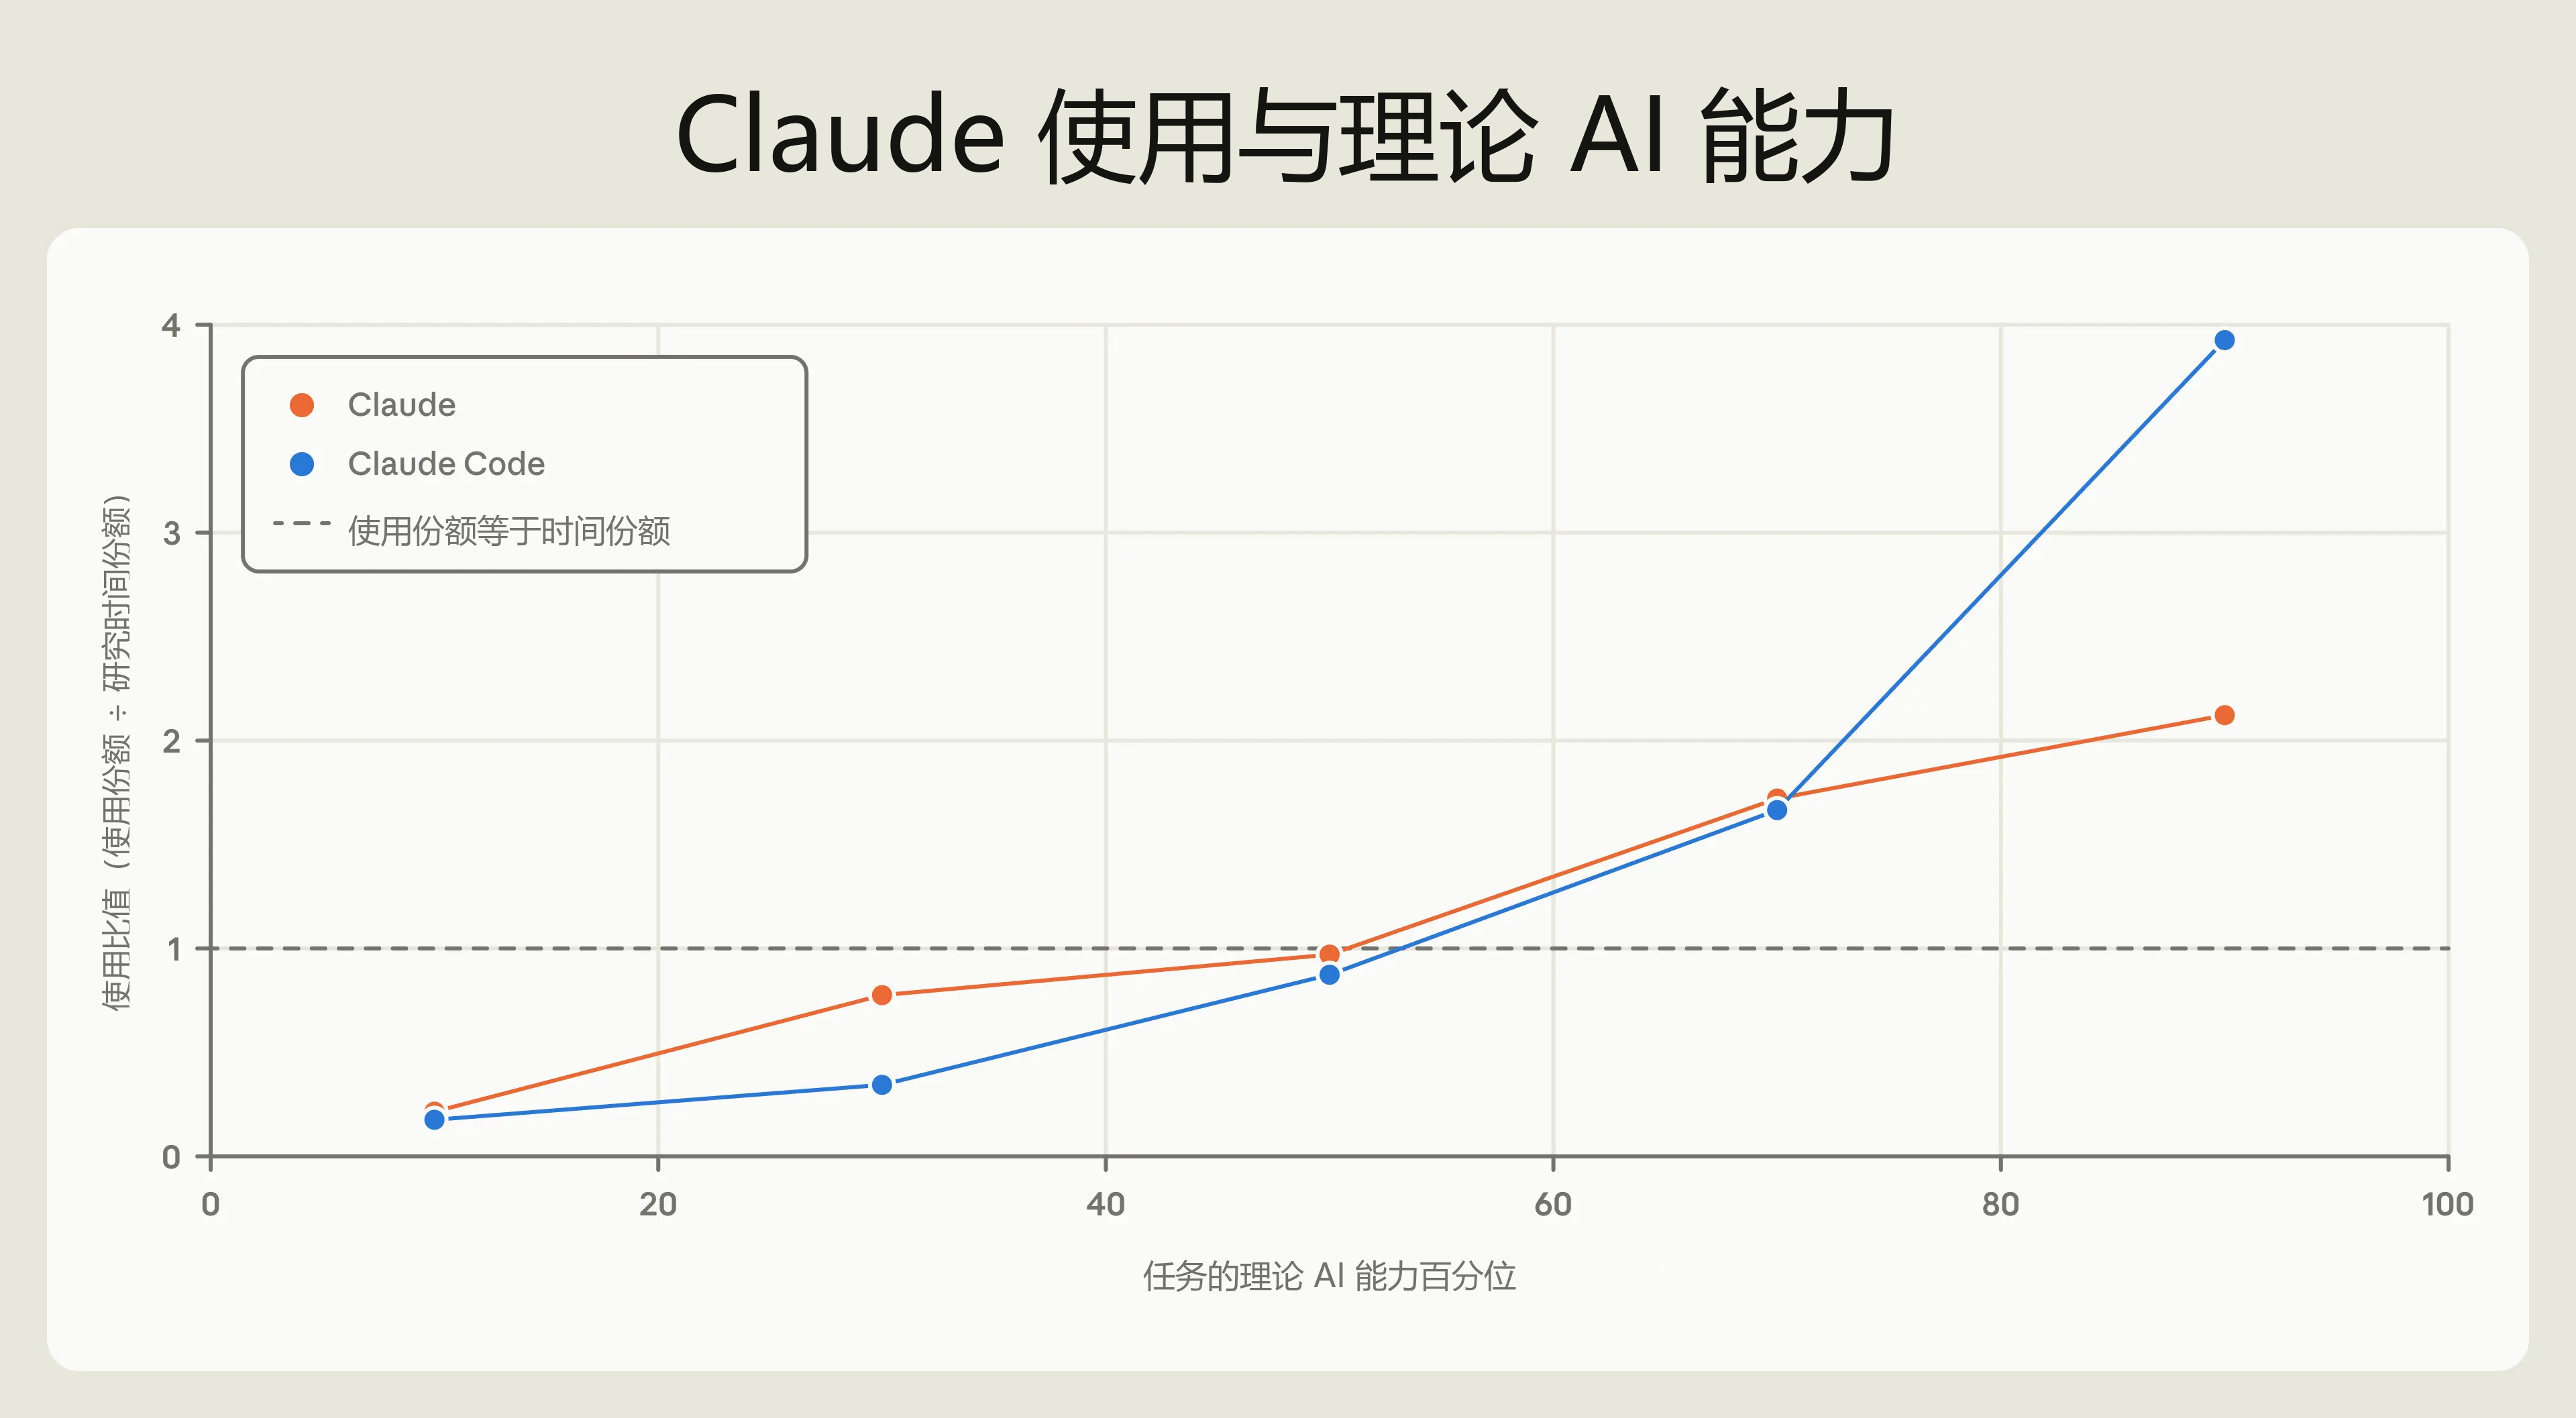 Claude 使用与理论 AI 能力
4
3
2
1
0
Claude
Claude Code
使用份额等于时间份额
使用比值（使用份额 ÷ 研究时间份额）
0 20 40 60 80 100
任务的理论 AI 能力百分位